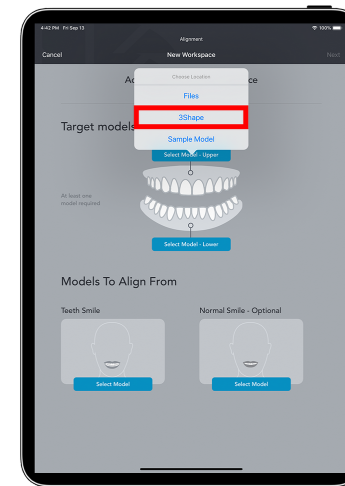 4:42 PM Fri Sep 13
100%
Alignment
Cancel
New Workspace
Next
Choose Location
Files
3Shape
Sample Model
Target models
Select Model - Upper
At least one
model required
Select Model - Lower
Models To Align From
Teeth Smile
Normal Smile - Optional
Select Model
Select Model